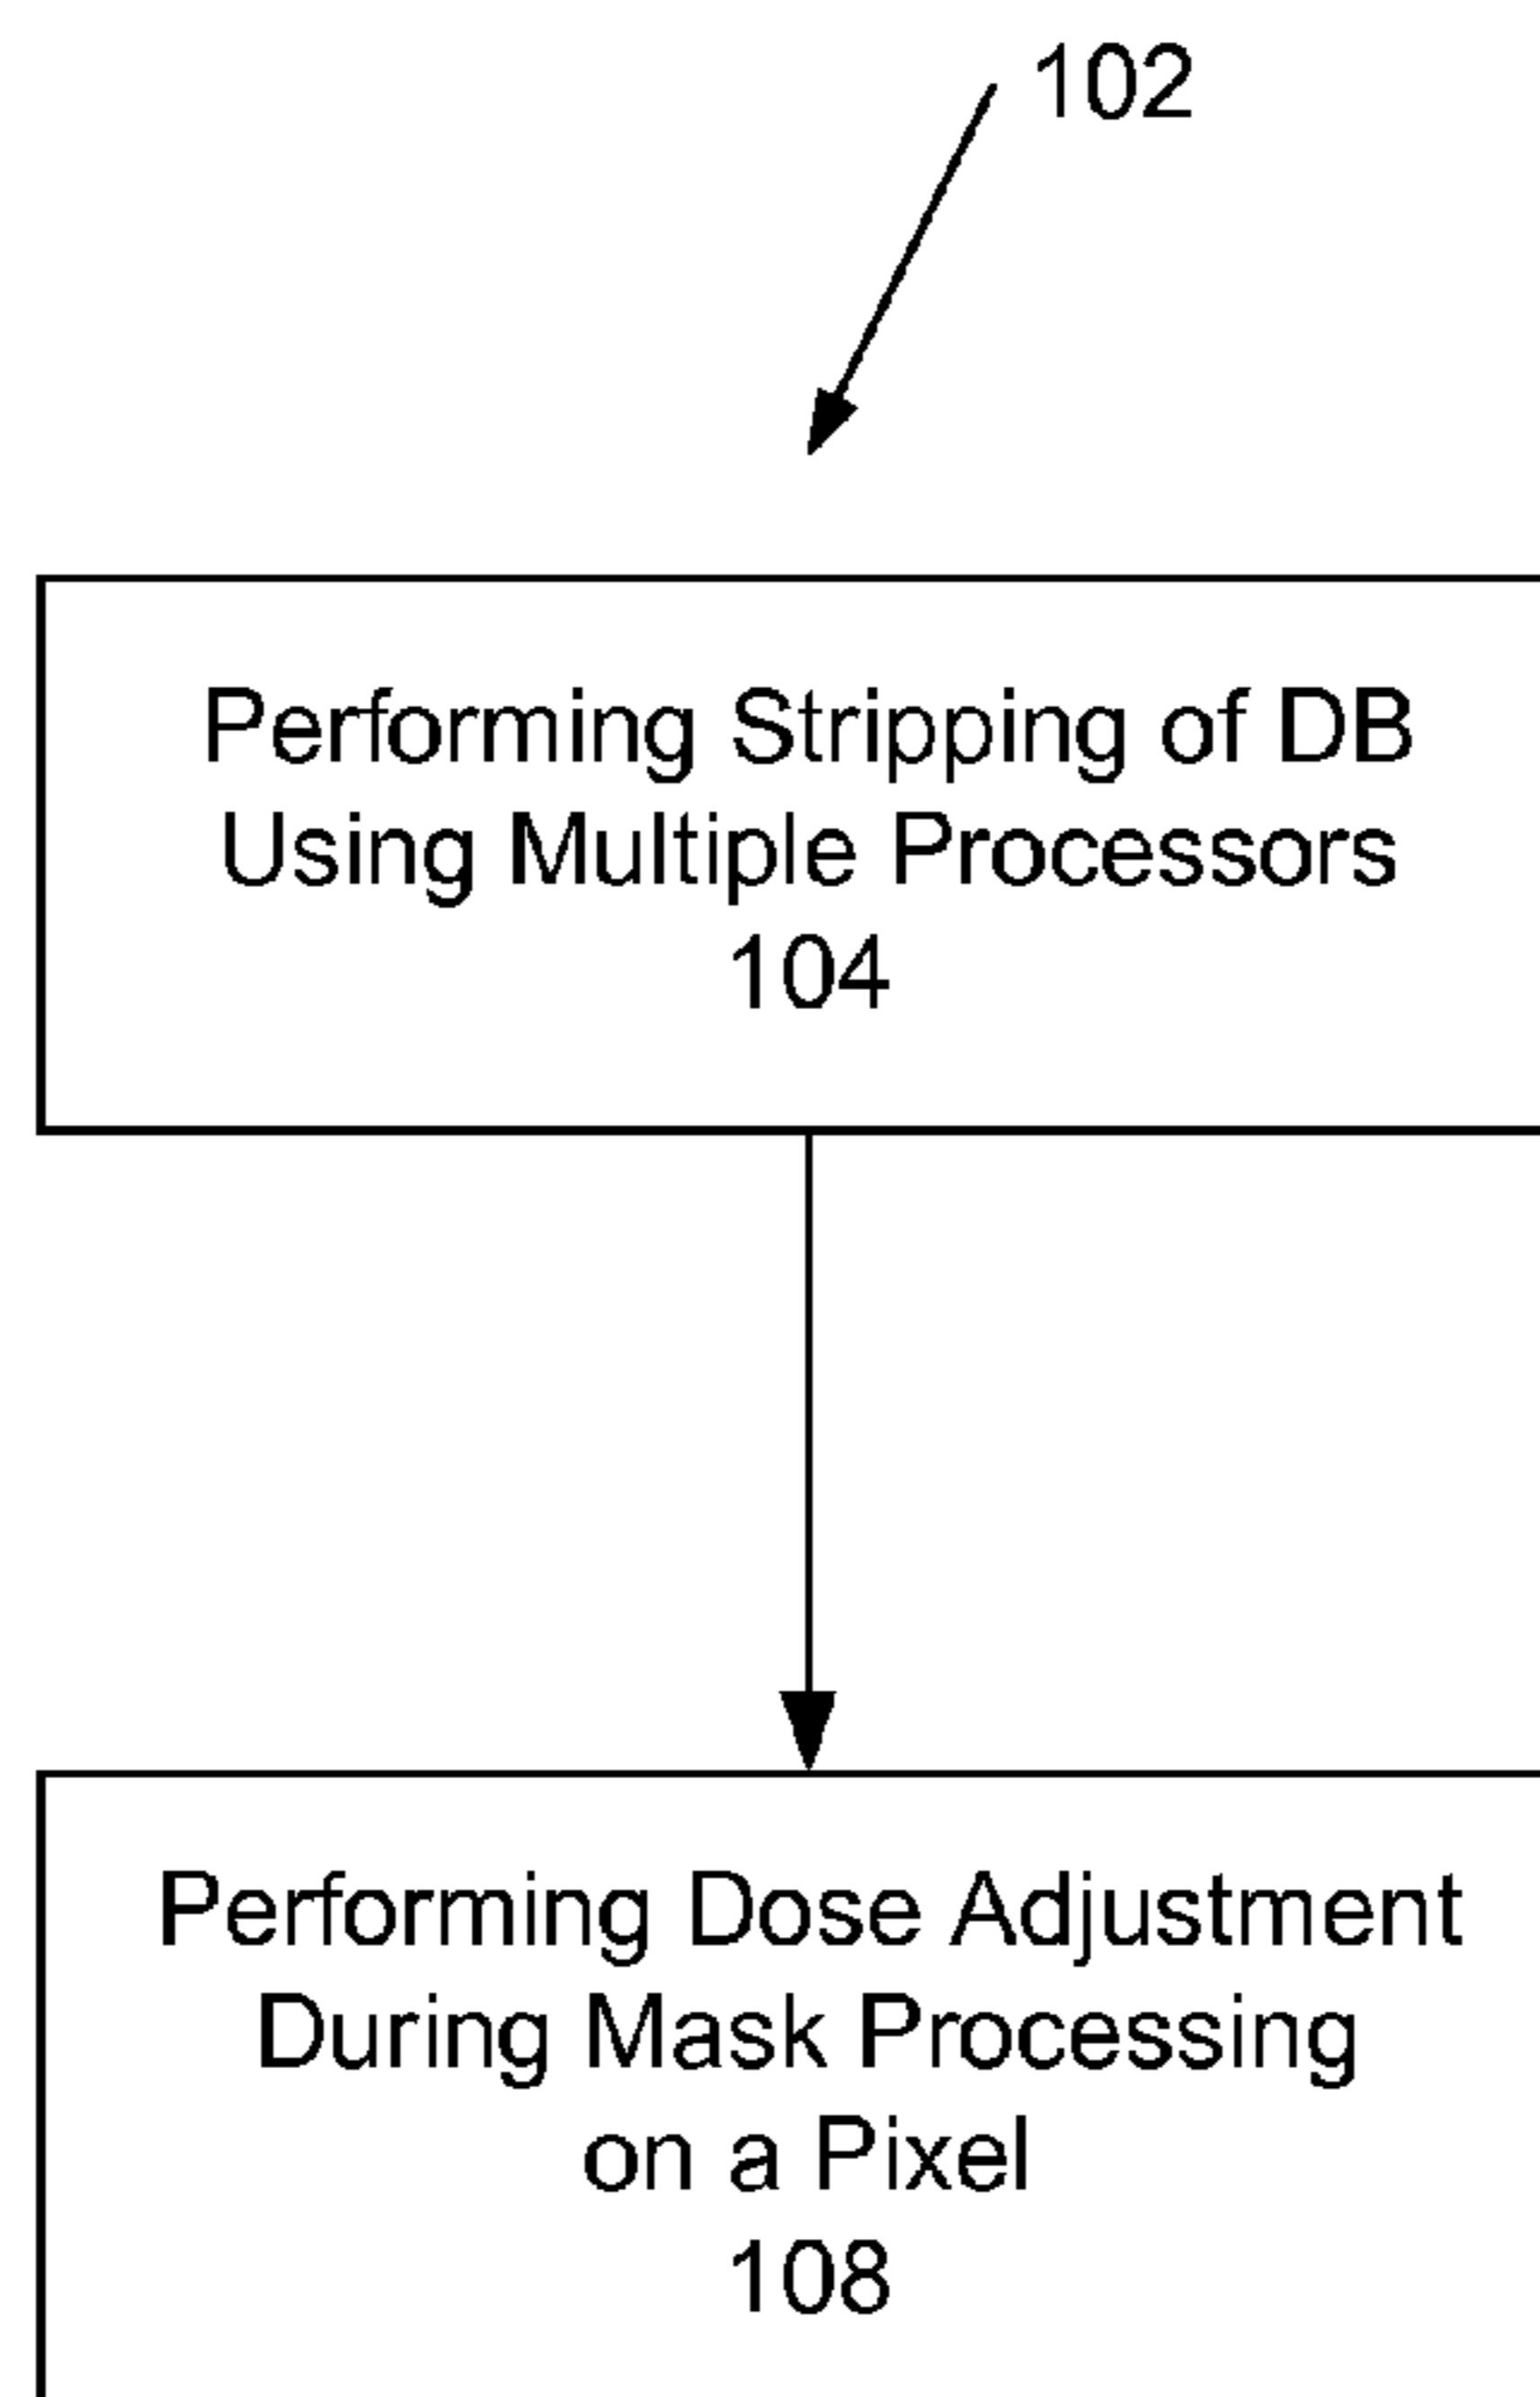 102
Performing Stripping of DB
Using Multiple Processors
104
Performing Dose Adjustment
During Mask Processing
on a Pixel
108